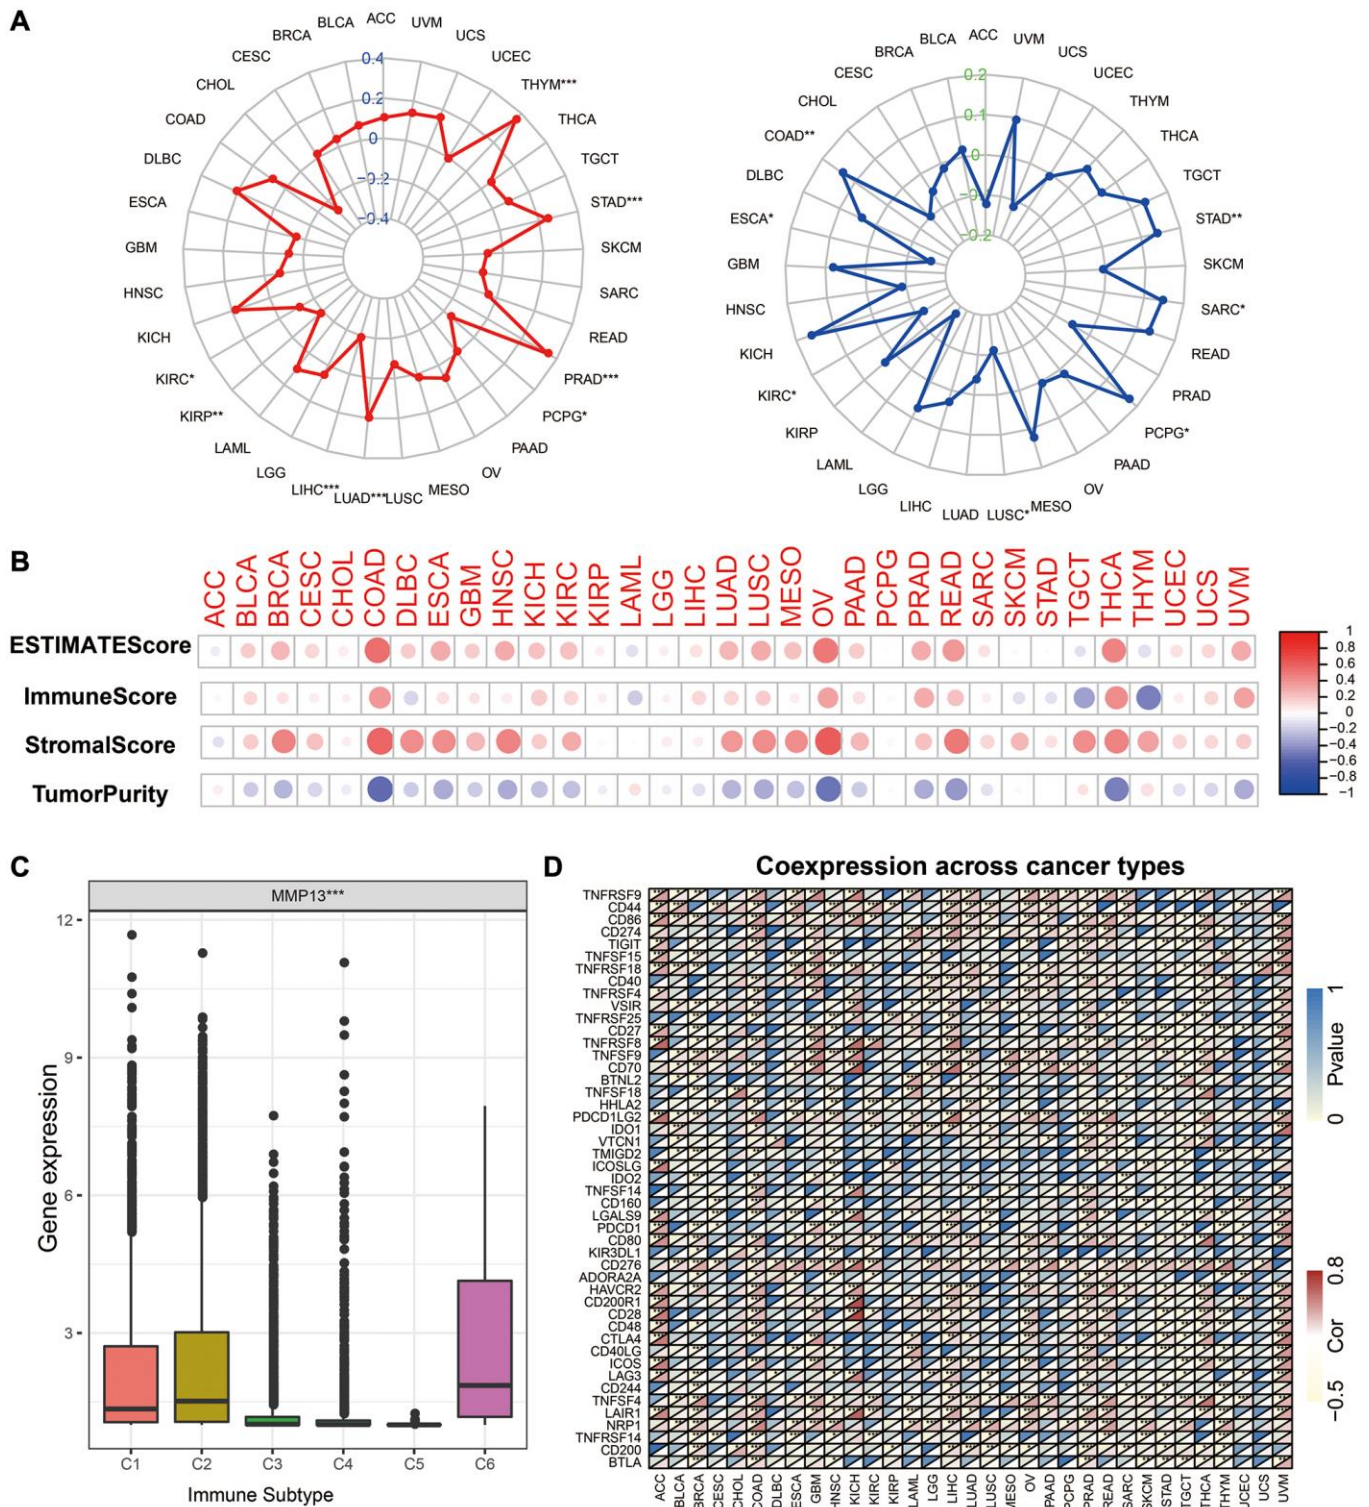 A
ACC
UVM
UCS
UCEC
THYM***
THCA
TGCT
STAD***
SKCM
SARC
READ
PRAD***
PCPG*
PAAD
OV
MESO
LUSC
LUAD***
LIHC***
LGG
LAML
KIRP**
KIRC*
KICH
HNSC
GBM
ESCA
DLBC
COAD
CHOL
CESC
BRCA
BLCA
0.4
0.2
0
−0.2
−0.4
ACC
UVM
UCS
UCEC
THYM
THCA
TGCT
STAD**
SKCM
SARC*
READ
PRAD
PCPG*
PAAD
OV
MESO
LUSC*
LUAD
LIHC
LGG
LAML
KIRP
KIRC*
KICH
HNSC
GBM
ESCA*
DLBC
COAD**
CHOL
CESC
BRCA
BLCA
0.2
0.1
B
ACC BLCA BRCA CESC CHOL COAD DLBC ESCA GBM HNSC KICH KIRC KIRP LAML LGG LIHC LUAD LUSC MESO OV PAAD PCPG PRAD READ SARC SKCM STAD TGCT THCA THYM UCEC UCS UVM
ESTIMATEScore
ImmuneScore
StromalScore
TumorPurity
1
0.8
0.6
0.4
0.2
0
−0.2
−0.4
−0.6
−0.8
−1
C
MMP13***
Gene expression
12
9
6
3
C1 C2 C3 C4 C5 C6
Immune Subtype
D
Coexpression across cancer types
TNFRSF9
CD44
CD86
CD274
TIGIT
TNFSF15
TNFRSF18
CD40
TNFRSF4
VSIR
TNFRSF25
CD27
TNFRSF8
TNFSF9
CD70
BTNL2
TNFSF18
HHLA2
PDCD1LG2
IDO1
VTCN1
TMIGD2
ICOSLG
IDO2
TNFSF14
CD160
LGALS9
PDCD1
CD80
KIR3DL1
CD276
ADORA2A
HAVCR2
CD200R1
CD28
CD48
CTLA4
CD40LG
ICOS
LAG3
CD244
TNFSF4
LAIR1
NRP1
TNFRSF14
CD200
BTLA
ACC BLCA BRCA CESC CHOL COAD DLBC ESCA GBM HNSC KICH KIRC KIRP LAML LGG LIHC LUAD LUSC MESO OV PAAD PCPG PRAD READ SARC SKCM STAD TGCT THCA THYM UCEC UCS UVM
1
Pvalue
0
0.8
Cor
−0.5